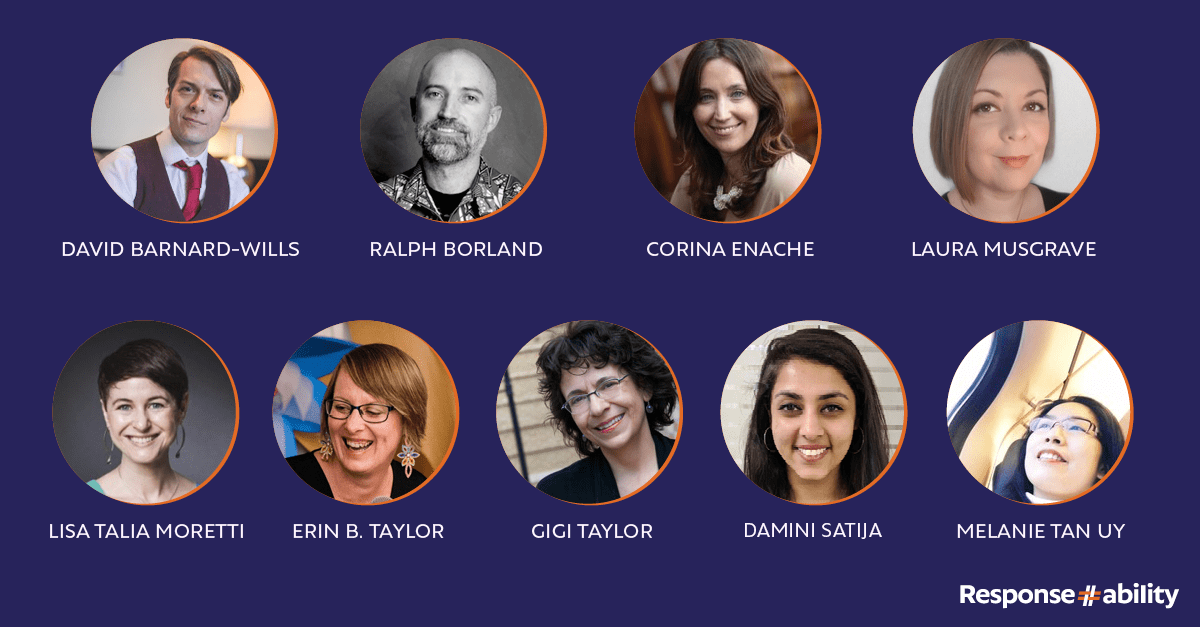 DAVID BARNARD-WILLS
RALPH BORLAND
CORINA ENACHE
LAURA MUSGRAVE
LISA TALIA MORETTI
ERIN B. TAYLOR
GIGI TAYLOR
DAMINI SATIJA
MELANIE TAN UY
Response#ability